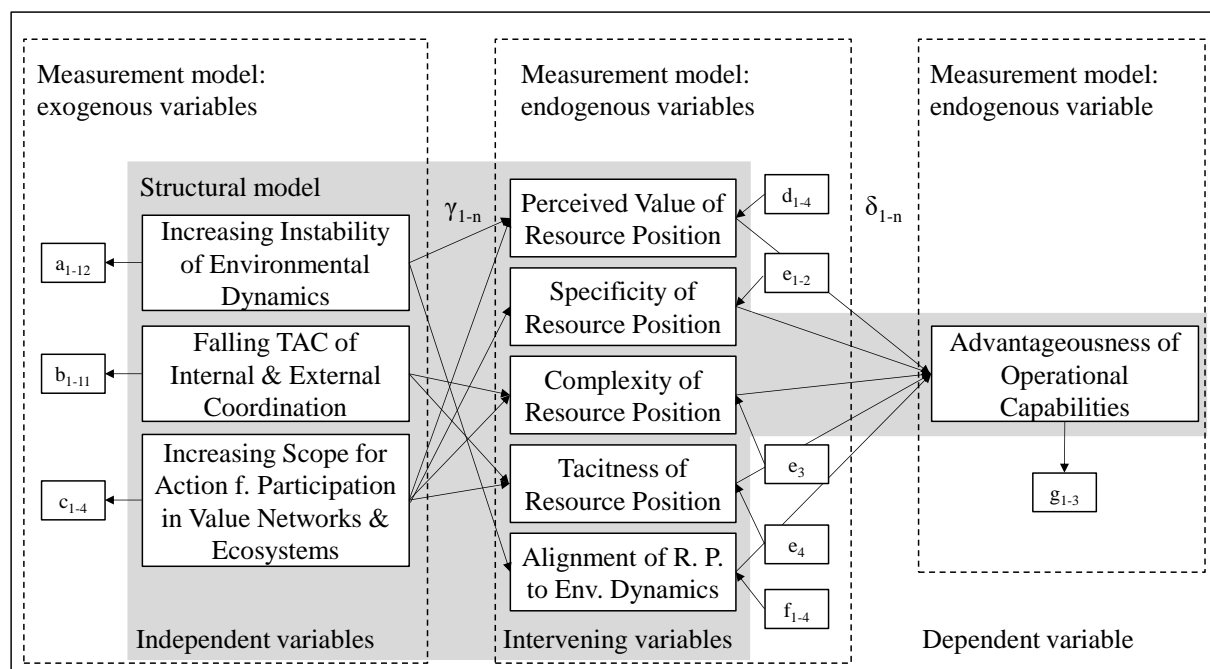 Measurement model:
exogenous variables
Measurement model:
endogenous variables
Measurement model:
endogenous variable
Structural model
γ1-n
δ1-n
Increasing Instability
of Environmental
Dynamics
Falling TAC of
Internal & External
Coordination
Increasing Scope for
Action f. Participation
in Value Networks &
Ecosystems
a1-12
b1-11
c1-4
Perceived Value of
Resource Position
Specificity of
Resource Position
Complexity of
Resource Position
Tacitness of
Resource Position
Alignment of R. P.
to Env. Dynamics
d1-4
e1-2
e3
e4
f1-4
Advantageousness of
Operational
Capabilities
g1-3
Independent variables
Intervening variables
Dependent variable